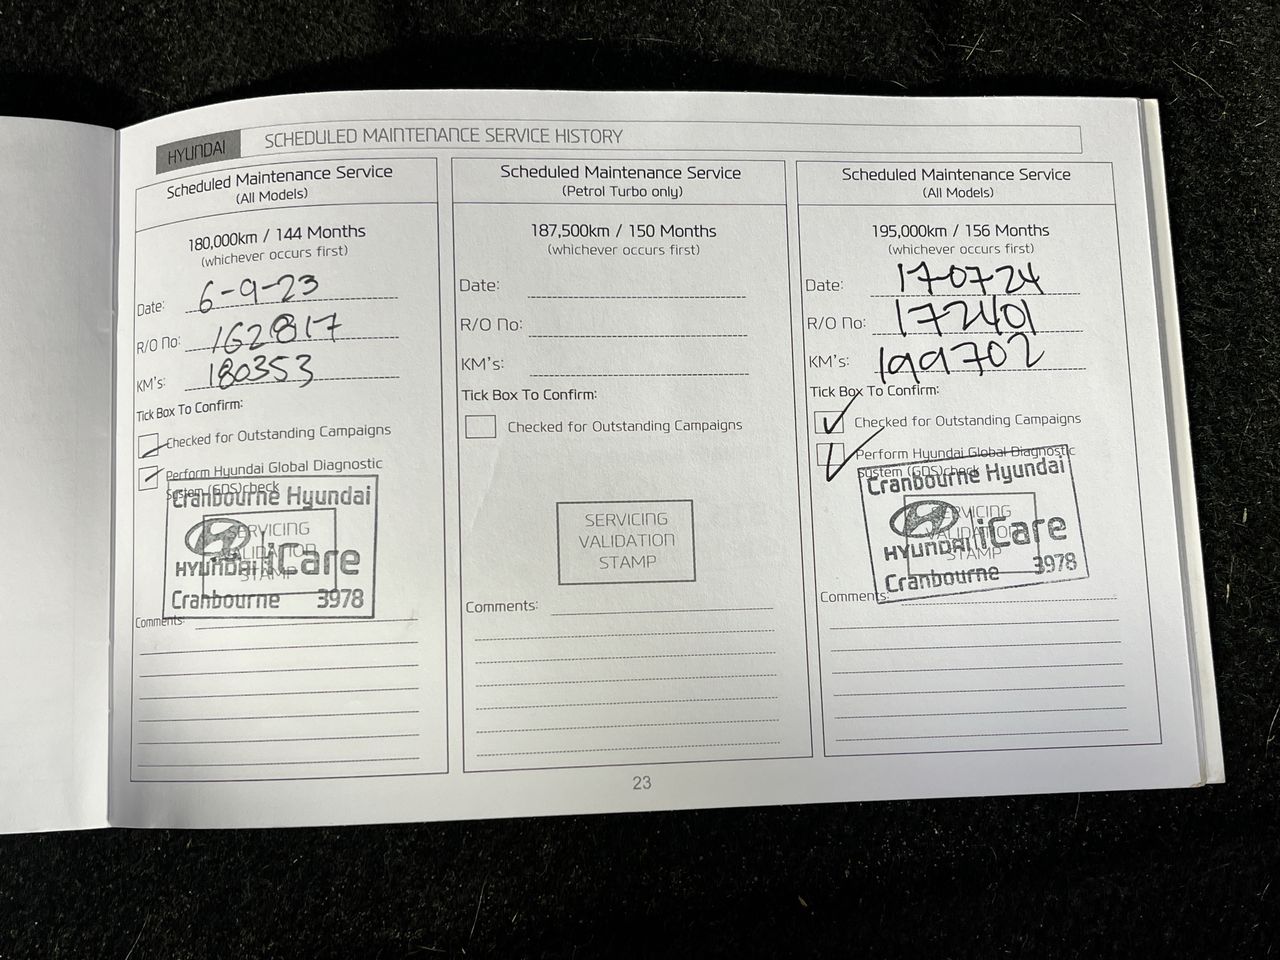 HYUNDAI
SCHEDULED MAINTENANCE SERVICE HISTORY
Scheduled Maintenance Service
(All Models)
180,000km / 144 Months
(whichever occurs first)
Date: 6-9-23
R/O No: 162817
KM's: 180353
Tick Box To Confirm:
Checked for Outstanding Campaigns
Perform Hyundai Global Diagnostic
System (GDS)check
Cranbourne Hyundai
SERVICING
VALIDATION
STAMP
HYUNDAI iCare
Cranbourne 3978
Comments:
Scheduled Maintenance Service
(Petrol Turbo only)
187,500km / 150 Months
(whichever occurs first)
Date:
R/O No:
KM's:
Tick Box To Confirm:
Checked for Outstanding Campaigns
SERVICING
VALIDATION
STAMP
Comments:
Scheduled Maintenance Service
(All Models)
195,000km / 156 Months
(whichever occurs first)
Date: 170724
R/O No: 172401
KM's: 199702
Tick Box To Confirm:
Checked for Outstanding Campaigns
Perform Hyundai Global Diagnostic
System (GDS)check
Cranbourne Hyundai
SERVICING
VALIDATION
STAMP
HYUNDAI iCare
Cranbourne 3978
Comments:
23